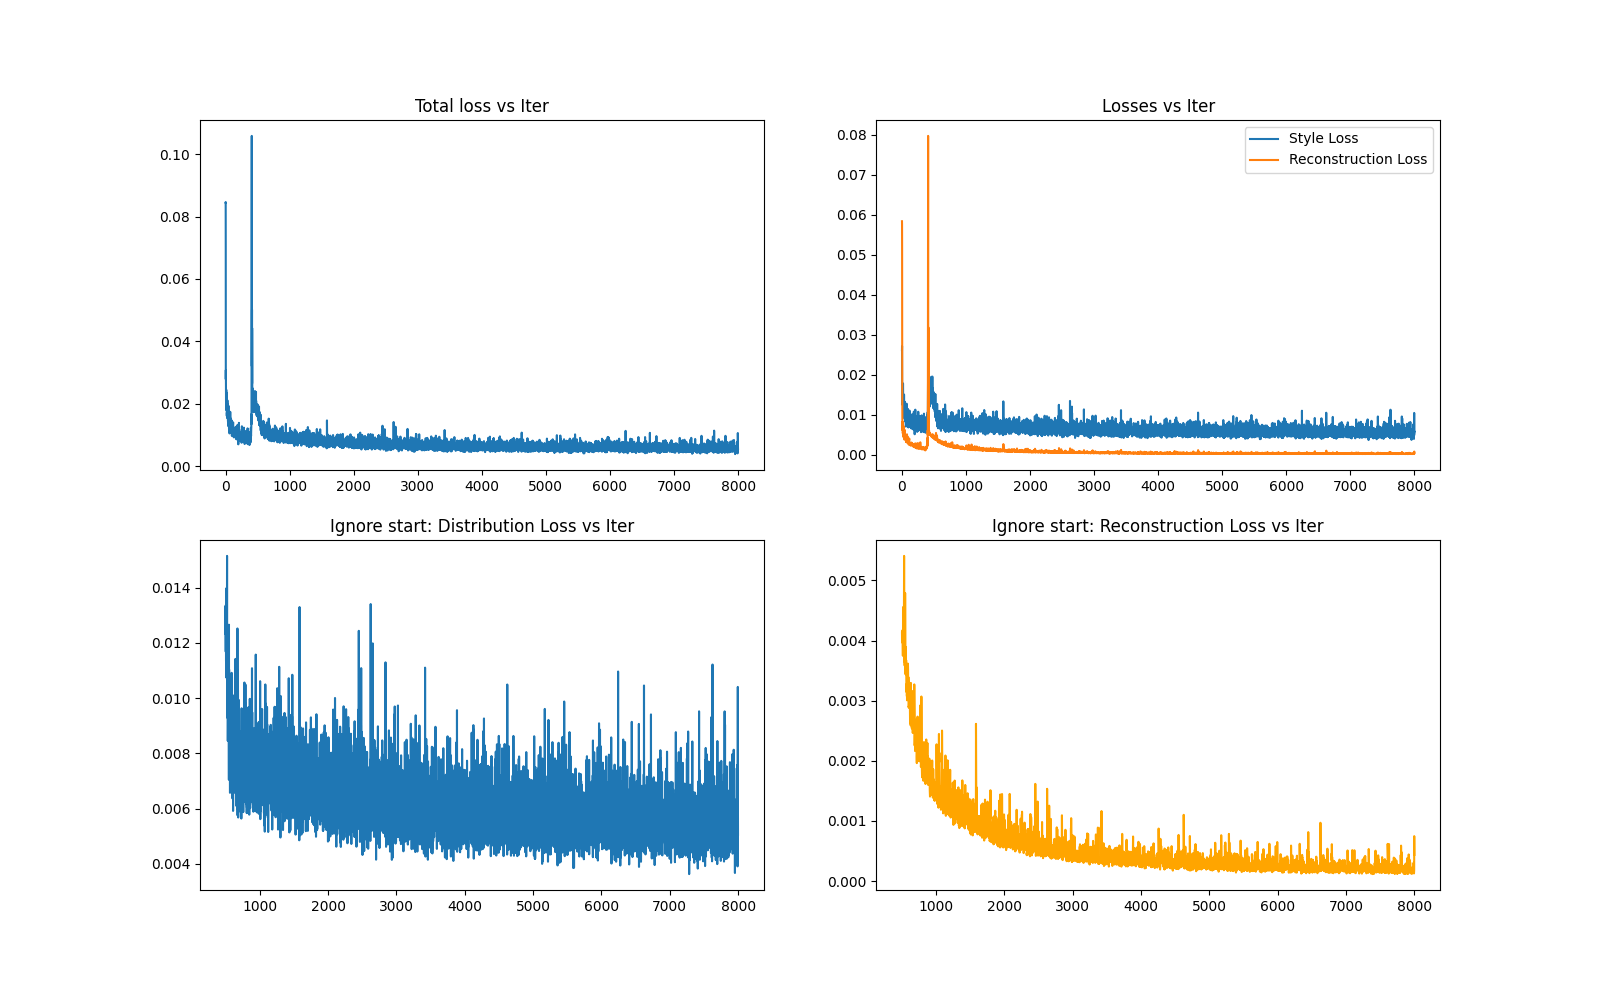 Total loss vs Iter
0.10
0.08
0.06
0.04
0.02
0.00
0 1000 2000 3000 4000 5000 6000 7000 8000
Losses vs Iter
Style Loss
Reconstruction Loss
0.08
0.07
0.06
0.05
0.04
0.03
0.02
0.01
0.00
0 1000 2000 3000 4000 5000 6000 7000 8000
Ignore start: Distribution Loss vs Iter
0.014
0.012
0.010
0.008
0.006
0.004
1000 2000 3000 4000 5000 6000 7000 8000
Ignore start: Reconstruction Loss vs Iter
0.005
0.004
0.003
0.002
0.001
0.000
1000 2000 3000 4000 5000 6000 7000 8000